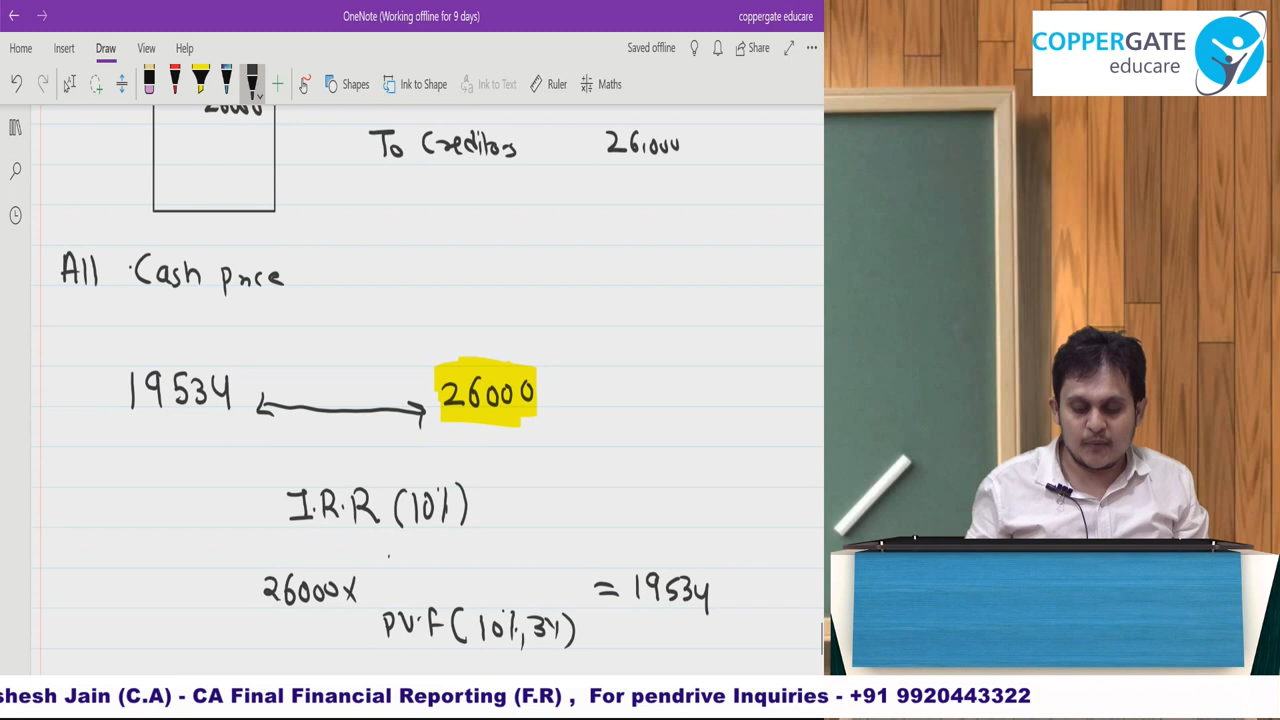 OneNote (Working offline for 9 days)
coppergate educare
Home Insert Draw View Help
Saved offline
Share
Shapes
Ink to Shape
Ink to Text
Ruler
Maths
COPPERGATE
educare
26000
To Creditors 26,000
All Cash price
19534 26000
I.R.R (10%)
26000 x = 19534
P.V.F (10%, 3Y)
shesh Jain (C.A) - CA Final Financial Reporting (F.R) , For pendrive Inquiries - +91 9920443322